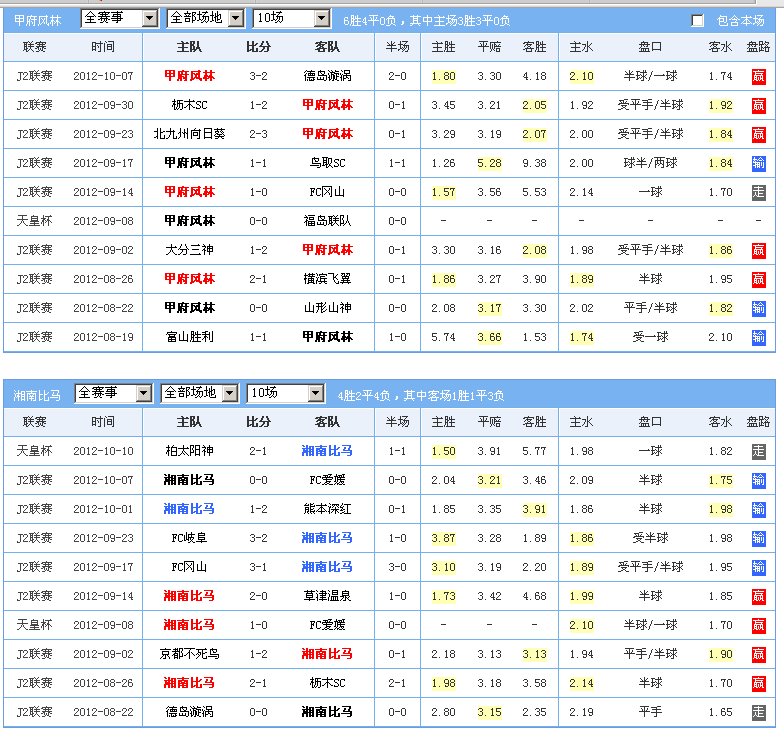 甲府风林 全赛事 全部场地 10场 6胜4平0负，其中主场3胜3平0负 包含本场
联赛 时间 主队 比分 客队 半场 主胜 平赔 客胜 主水 盘口 客水 盘路
J2联赛 2012-10-07 甲府风林 3-2 德岛漩涡 2-0 1.80 3.30 4.18 2.10 半球/一球 1.74 赢
J2联赛 2012-09-30 栃木SC 1-2 甲府风林 0-1 3.45 3.21 2.05 1.92 受平手/半球 1.92 赢
J2联赛 2012-09-23 北九州向日葵 2-3 甲府风林 0-1 3.29 3.19 2.07 2.00 受平手/半球 1.84 赢
J2联赛 2012-09-17 甲府风林 1-1 鸟取SC 1-1 1.26 5.28 9.38 2.00 球半/两球 1.84 输
J2联赛 2012-09-14 甲府风林 1-0 FC冈山 0-0 1.57 3.56 5.53 2.14 一球 1.70 走
天皇杯 2012-09-08 甲府风林 0-0 福岛联队 0-0 - - - - - -
J2联赛 2012-09-02 大分三神 1-2 甲府风林 0-1 3.30 3.16 2.08 1.98 受平手/半球 1.86 赢
J2联赛 2012-08-26 甲府风林 2-1 横滨飞翼 0-1 1.86 3.27 3.90 1.89 半球 1.95 赢
J2联赛 2012-08-22 甲府风林 0-0 山形山神 0-0 2.08 3.17 3.30 2.02 平手/半球 1.82 输
J2联赛 2012-08-19 富山胜利 1-1 甲府风林 1-0 5.74 3.66 1.53 1.74 受一球 2.10 输
湘南比马 全赛事 全部场地 10场 4胜2平4负，其中客场1胜1平3负
联赛 时间 主队 比分 客队 半场 主胜 平赔 客胜 主水 盘口 客水 盘路
天皇杯 2012-10-10 柏太阳神 2-1 湘南比马 1-1 1.50 3.91 5.77 1.98 一球 1.82 走
J2联赛 2012-10-07 湘南比马 0-0 FC爱媛 0-0 2.04 3.21 3.46 2.09 半球 1.75 输
J2联赛 2012-10-01 湘南比马 1-2 熊本深红 0-1 1.85 3.35 3.91 1.86 半球 1.98 输
J2联赛 2012-09-23 FC岐阜 3-2 湘南比马 1-0 3.87 3.28 1.89 1.86 受半球 1.98 输
J2联赛 2012-09-17 FC冈山 3-1 湘南比马 3-0 3.10 3.19 2.20 1.89 受平手/半球 1.95 输
J2联赛 2012-09-14 湘南比马 2-0 草津温泉 1-0 1.73 3.42 4.68 1.99 半球 1.85 赢
天皇杯 2012-09-08 湘南比马 1-0 FC爱媛 0-0 - - - 2.10 半球/一球 1.70 赢
J2联赛 2012-09-02 京都不死鸟 1-2 湘南比马 0-1 2.18 3.13 3.13 1.94 平手/半球 1.90 赢
J2联赛 2012-08-26 湘南比马 2-1 栃木SC 2-1 1.98 3.18 3.58 2.14 半球 1.70 赢
J2联赛 2012-08-22 德岛漩涡 0-0 湘南比马 0-0 2.80 3.15 2.35 2.19 平手 1.65 走